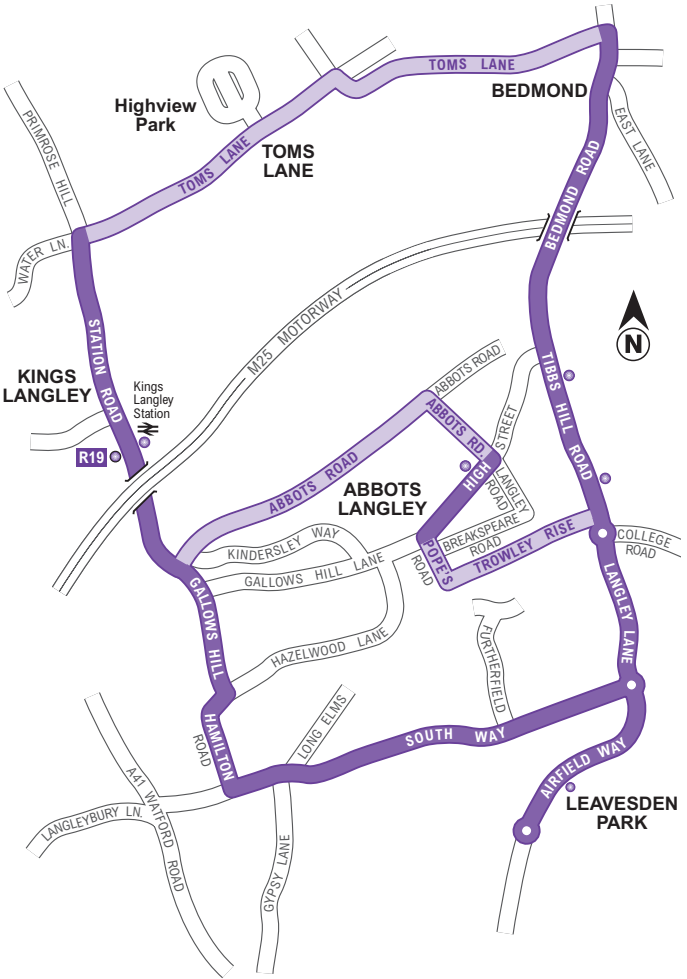 TOMS LANE
BEDMOND
Highview
Park
TOMS
LANE
PRIMROSE HILL
TOMS LANE
EAST LANE
BEDMOND ROAD
WATER LN.
M25 MOTORWAY
STATION ROAD
N
KINGS
LANGLEY
Kings
Langley
Station
R19
TIBBS HILL ROAD
ABBOTS ROAD
ABBOTS RD.
STREET
HIGH
ABBOTS ROAD
ABBOTS
LANGLEY
LANGLEY
ROAD
BREAKSPEARE
ROAD
TROWLEY RISE
POPE'S
ROAD
COLLEGE
ROAD
KINDERSLEY WAY
GALLOWS HILL LANE
GALLOWS HILL
LANGLEY LANE
HAZELWOOD LANE
FURTHERFIELD
HAMILTON
ROAD
LONG ELMS
SOUTH WAY
AIRFIELD WAY
LEAVESDEN
PARK
A41 WATFORD ROAD
LANGLEYBURY LN.
GYPSY LANE